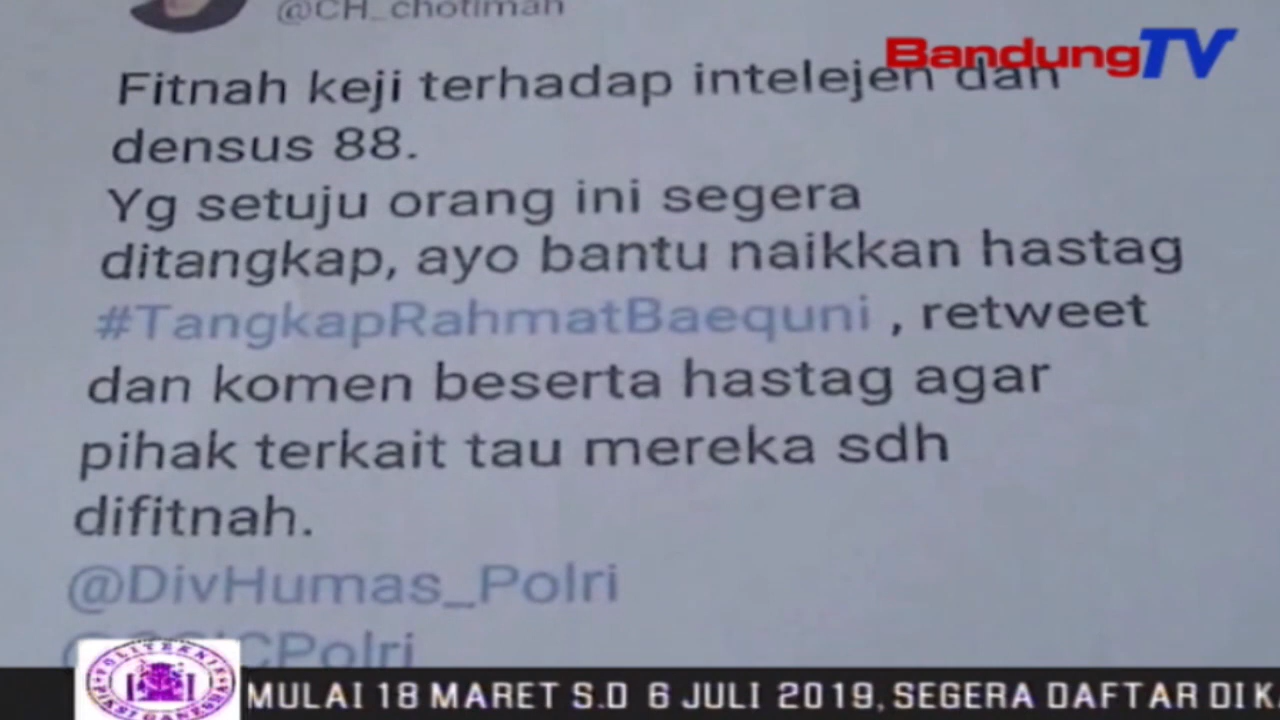 @CH_chotimah
BandungTV
Fitnah keji terhadap intelejen dan
densus 88.
Yg setuju orang ini segera
ditangkap, ayo bantu naikkan hastag
#TangkapRahmatBaequni , retweet
dan komen beserta hastag agar
pihak terkait tau mereka sdh
difitnah.
@DivHumas_Polri
MULAI 18 MARET S.D 6 JULI 2019, SEGERA DAFTAR DI K